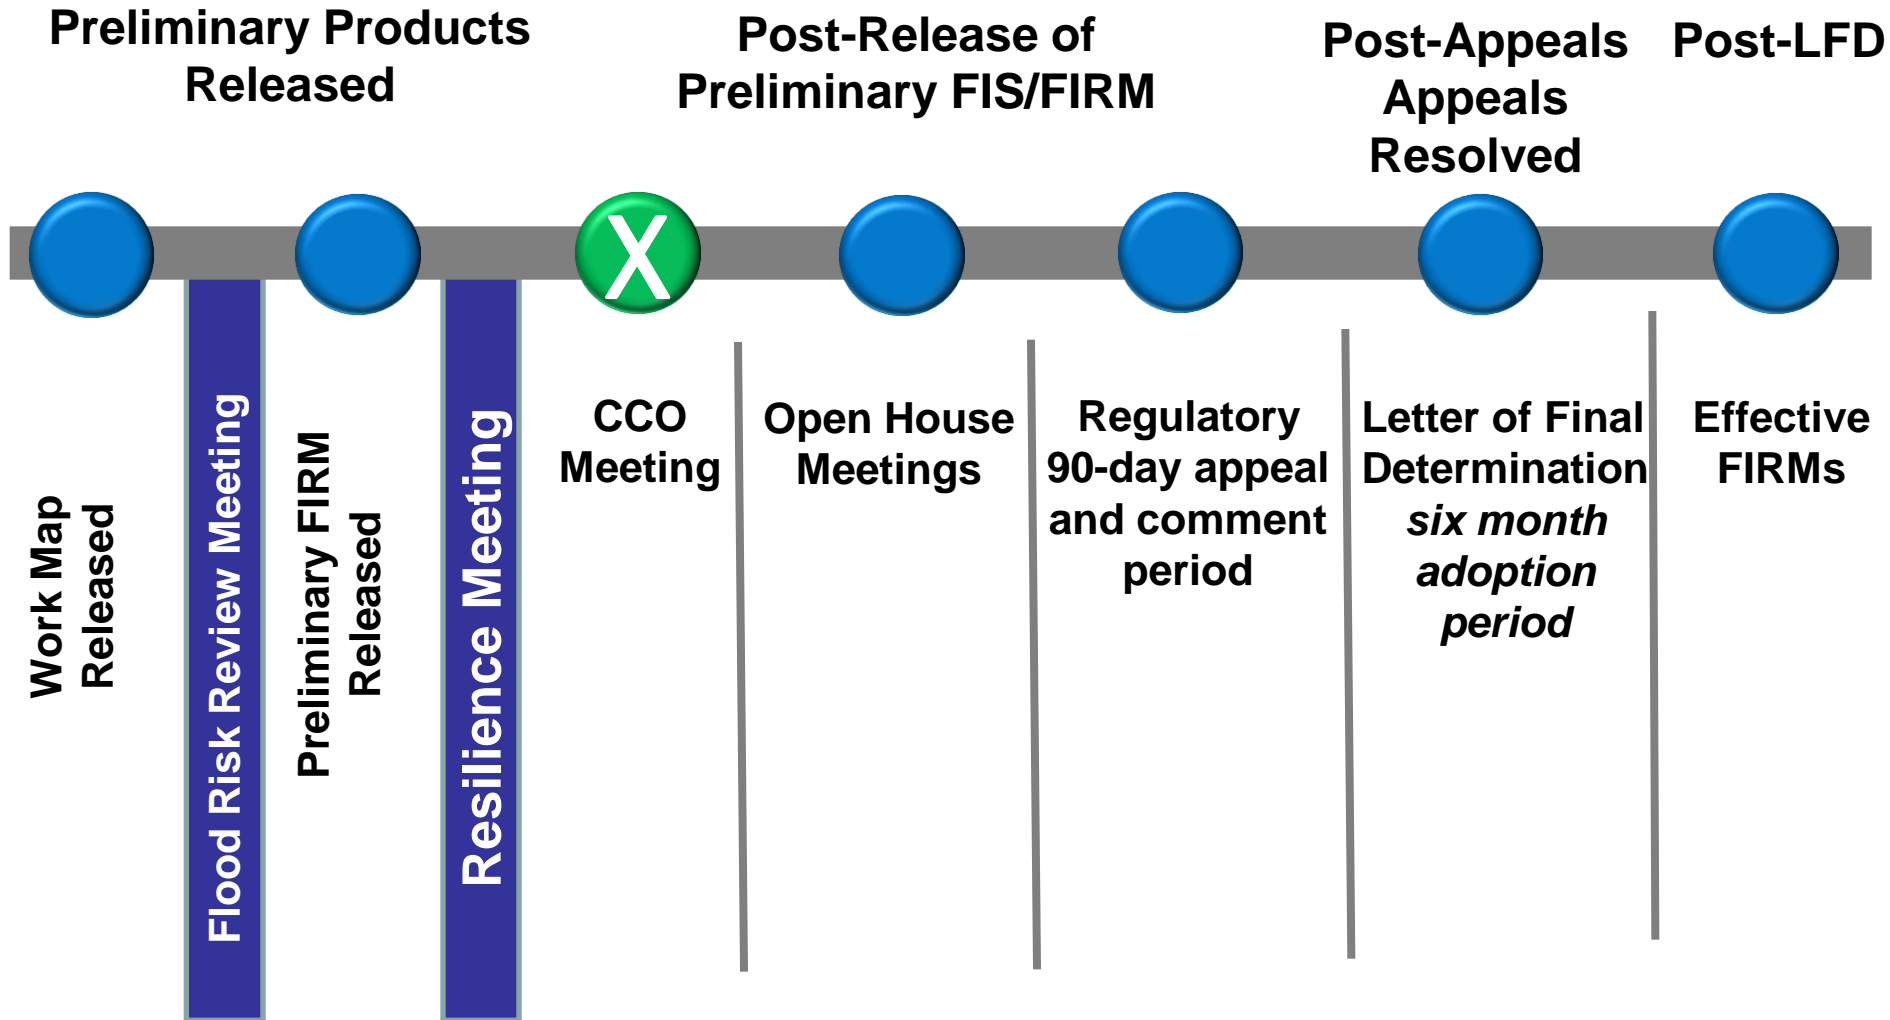 Preliminary Products
Released
Post-Release of
Preliminary FIS/FIRM
Post-Appeals
Appeals
Resolved
Post-LFD
X
Work Map
Released
Flood Risk Review Meeting
Preliminary FIRM
Released
Resilience Meeting
CCO
Meeting
Open House
Meetings
Regulatory
90-day appeal
and comment
period
Letter of Final
Determination
six month
adoption
period
Effective
FIRMs